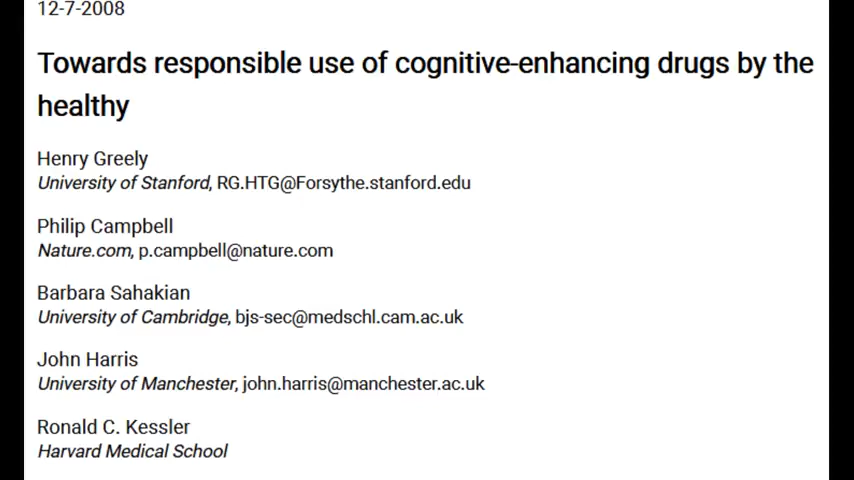 12-7-2008
Towards responsible use of cognitive-enhancing drugs by the
healthy
Henry Greely
University of Stanford, RG.HTG@Forsythe.stanford.edu
Philip Campbell
Nature.com, p.campbell@nature.com
Barbara Sahakian
University of Cambridge, bjs-sec@medschl.cam.ac.uk
John Harris
University of Manchester, john.harris@manchester.ac.uk
Ronald C. Kessler
Harvard Medical School